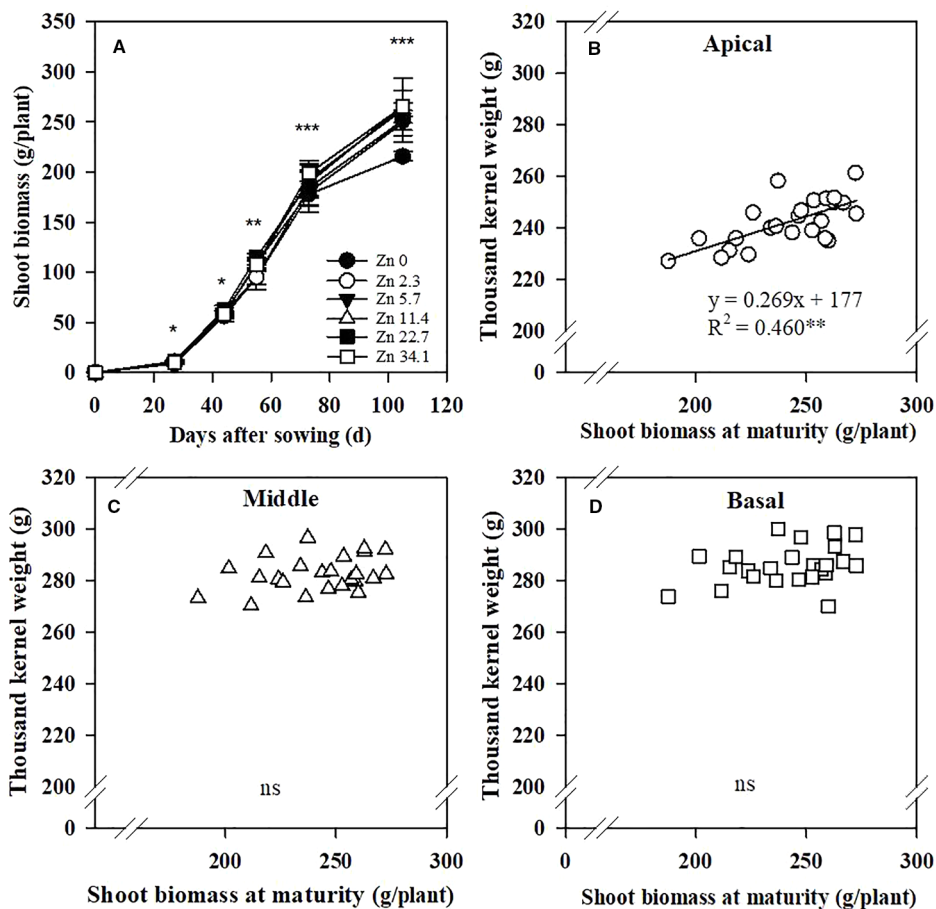 A
Shoot biomass (g/plant)
350
300
250
200
150
100
50
0
*
*
**
***
***
Zn 0
Zn 2.3
Zn 5.7
Zn 11.4
Zn 22.7
Zn 34.1
0 20 40 60 80 100 120
Days after sowing (d)
B
Apical
Thousand kernel weight (g)
320
300
280
260
240
220
200
0
y = 0.269x + 177
R² = 0.460**
200 250 300
Shoot biomass at maturity (g/plant)
C
Middle
Thousand kernel weight (g)
320
300
280
260
240
220
200
0
ns
200 250 300
Shoot biomass at maturity (g/plant)
D
Basal
Thousand kernel weight (g)
320
300
280
260
240
220
200
0
ns
0 200 250 300
Shoot biomass at maturity (g/plant)